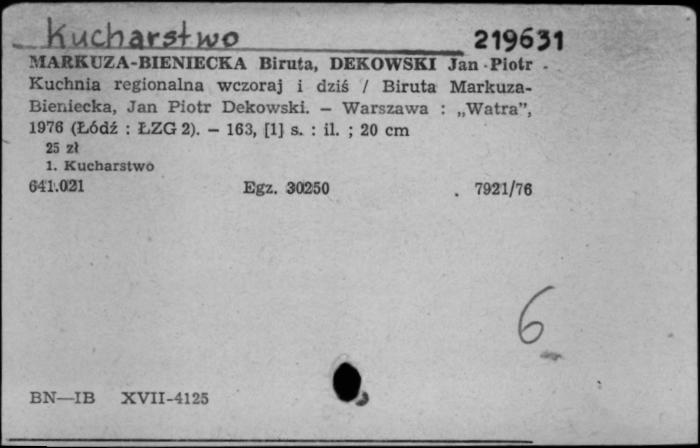 Kucharstwo 219631
MARKUZA-BIENIECKA Biruta, DEKOWSKI Jan Piotr
Kuchnia regionalna wczoraj i dziś / Biruta Markuza-
Bieniecka, Jan Piotr Dekowski. — Warszawa : „Watra”,
1976 (Łódź : ŁZG 2). — 163, [1] s. : il. ; 20 cm
25 zł
1. Kucharstwo
641.021 Egz. 30250 7921/76
6
BN—IB XVII-4125